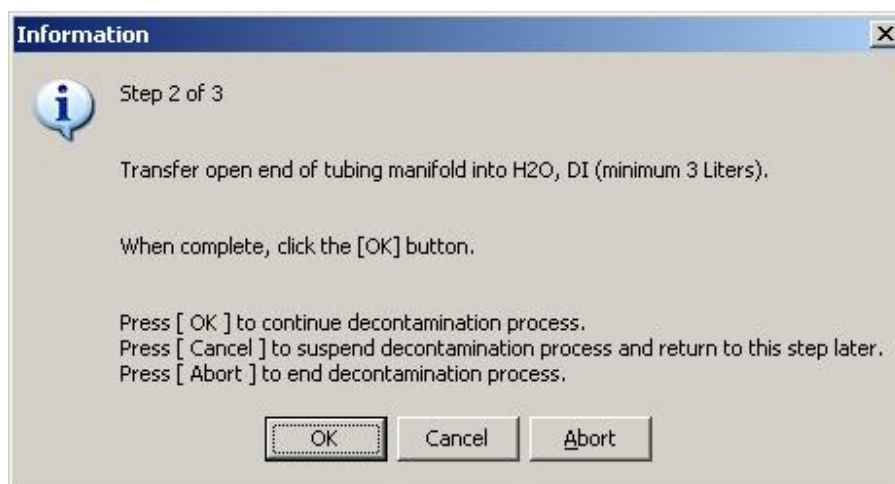 Information
Step 2 of 3
Transfer open end of tubing manifold into H2O, DI (minimum 3 Liters).
When complete, click the [OK] button.
Press [ OK ] to continue decontamination process.
Press [ Cancel ] to suspend decontamination process and return to this step later.
Press [ Abort ] to end decontamination process.
OK Cancel Abort